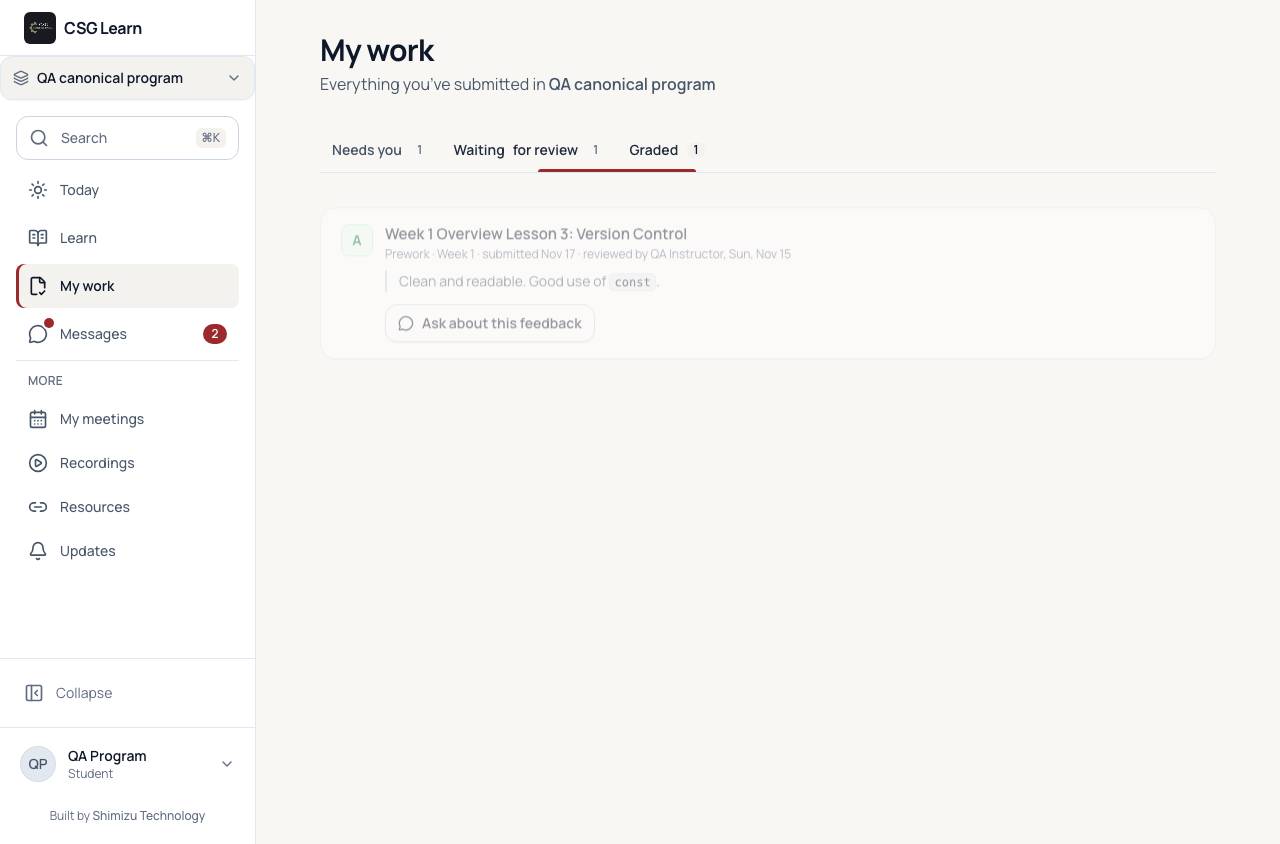 CSG Learn
QA canonical program
Search ⌘K
Today
Learn
My work
Messages 2
MORE
My meetings
Recordings
Resources
Updates
Collapse
QP
QA Program
Student
Built by Shimizu Technology
My work
Everything you've submitted in QA canonical program
Needs you 1 Waiting for review 1 Graded 1
A
Week 1 Overview Lesson 3: Version Control
Prework · Week 1 · submitted Nov 17 · reviewed by QA Instructor, Sun, Nov 15
Clean and readable. Good use of const.
Ask about this feedback